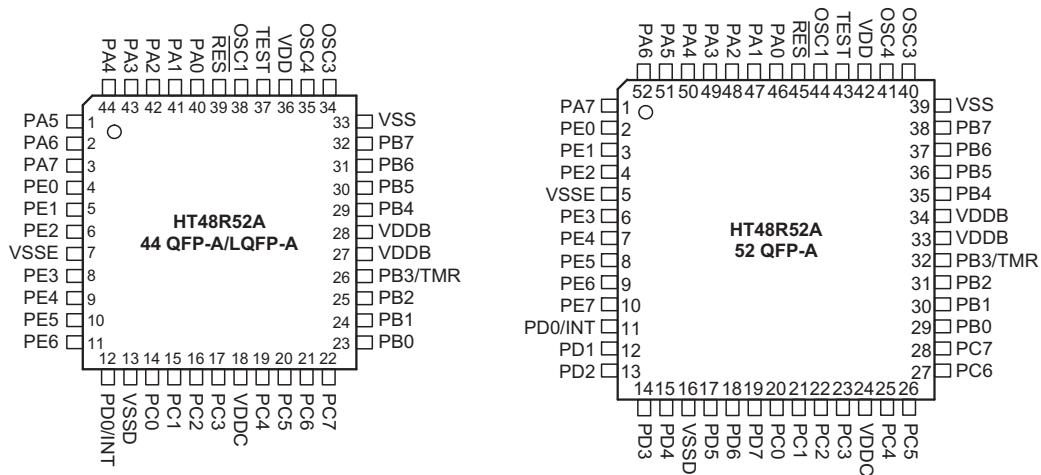 PA4 PA3 PA2 PA1 PA0 RES OSC1 TEST VDD OSC4 OSC3
44 43 42 41 40 39 38 37 36 35 34
PA5 1
PA6 2
PA7 3
PE0 4
PE1 5
PE2 6
VSSE 7
PE3 8
PE4 9
PE5 10
PE6 11
HT48R52A
44 QFP-A/LQFP-A
33 VSS
32 PB7
31 PB6
30 PB5
29 PB4
28 VDDB
27 VDDB
26 PB3/TMR
25 PB2
24 PB1
23 PB0
12 13 14 15 16 17 18 19 20 21 22
PD0/INT VSSD PC0 PC1 PC2 PC3 VDDC PC4 PC5 PC6 PC7
PA6 PA5 PA4 PA3 PA2 PA1 PA0 RES OSC1 TEST VDD OSC4 OSC3
52 51 50 49 48 47 46 45 44 43 42 41 40
PA7 1
PE0 2
PE1 3
PE2 4
VSSE 5
PE3 6
PE4 7
PE5 8
PE6 9
PE7 10
PD0/INT 11
PD1 12
PD2 13
HT48R52A
52 QFP-A
39 VSS
38 PB7
37 PB6
36 PB5
35 PB4
34 VDDB
33 VDDB
32 PB3/TMR
31 PB2
30 PB1
29 PB0
28 PC7
27 PC6
14 15 16 17 18 19 20 21 22 23 24 25 26
PD3 PD4 VSSD PD5 PD6 PD7 PC0 PC1 PC2 PC3 VDDC PC4 PC5